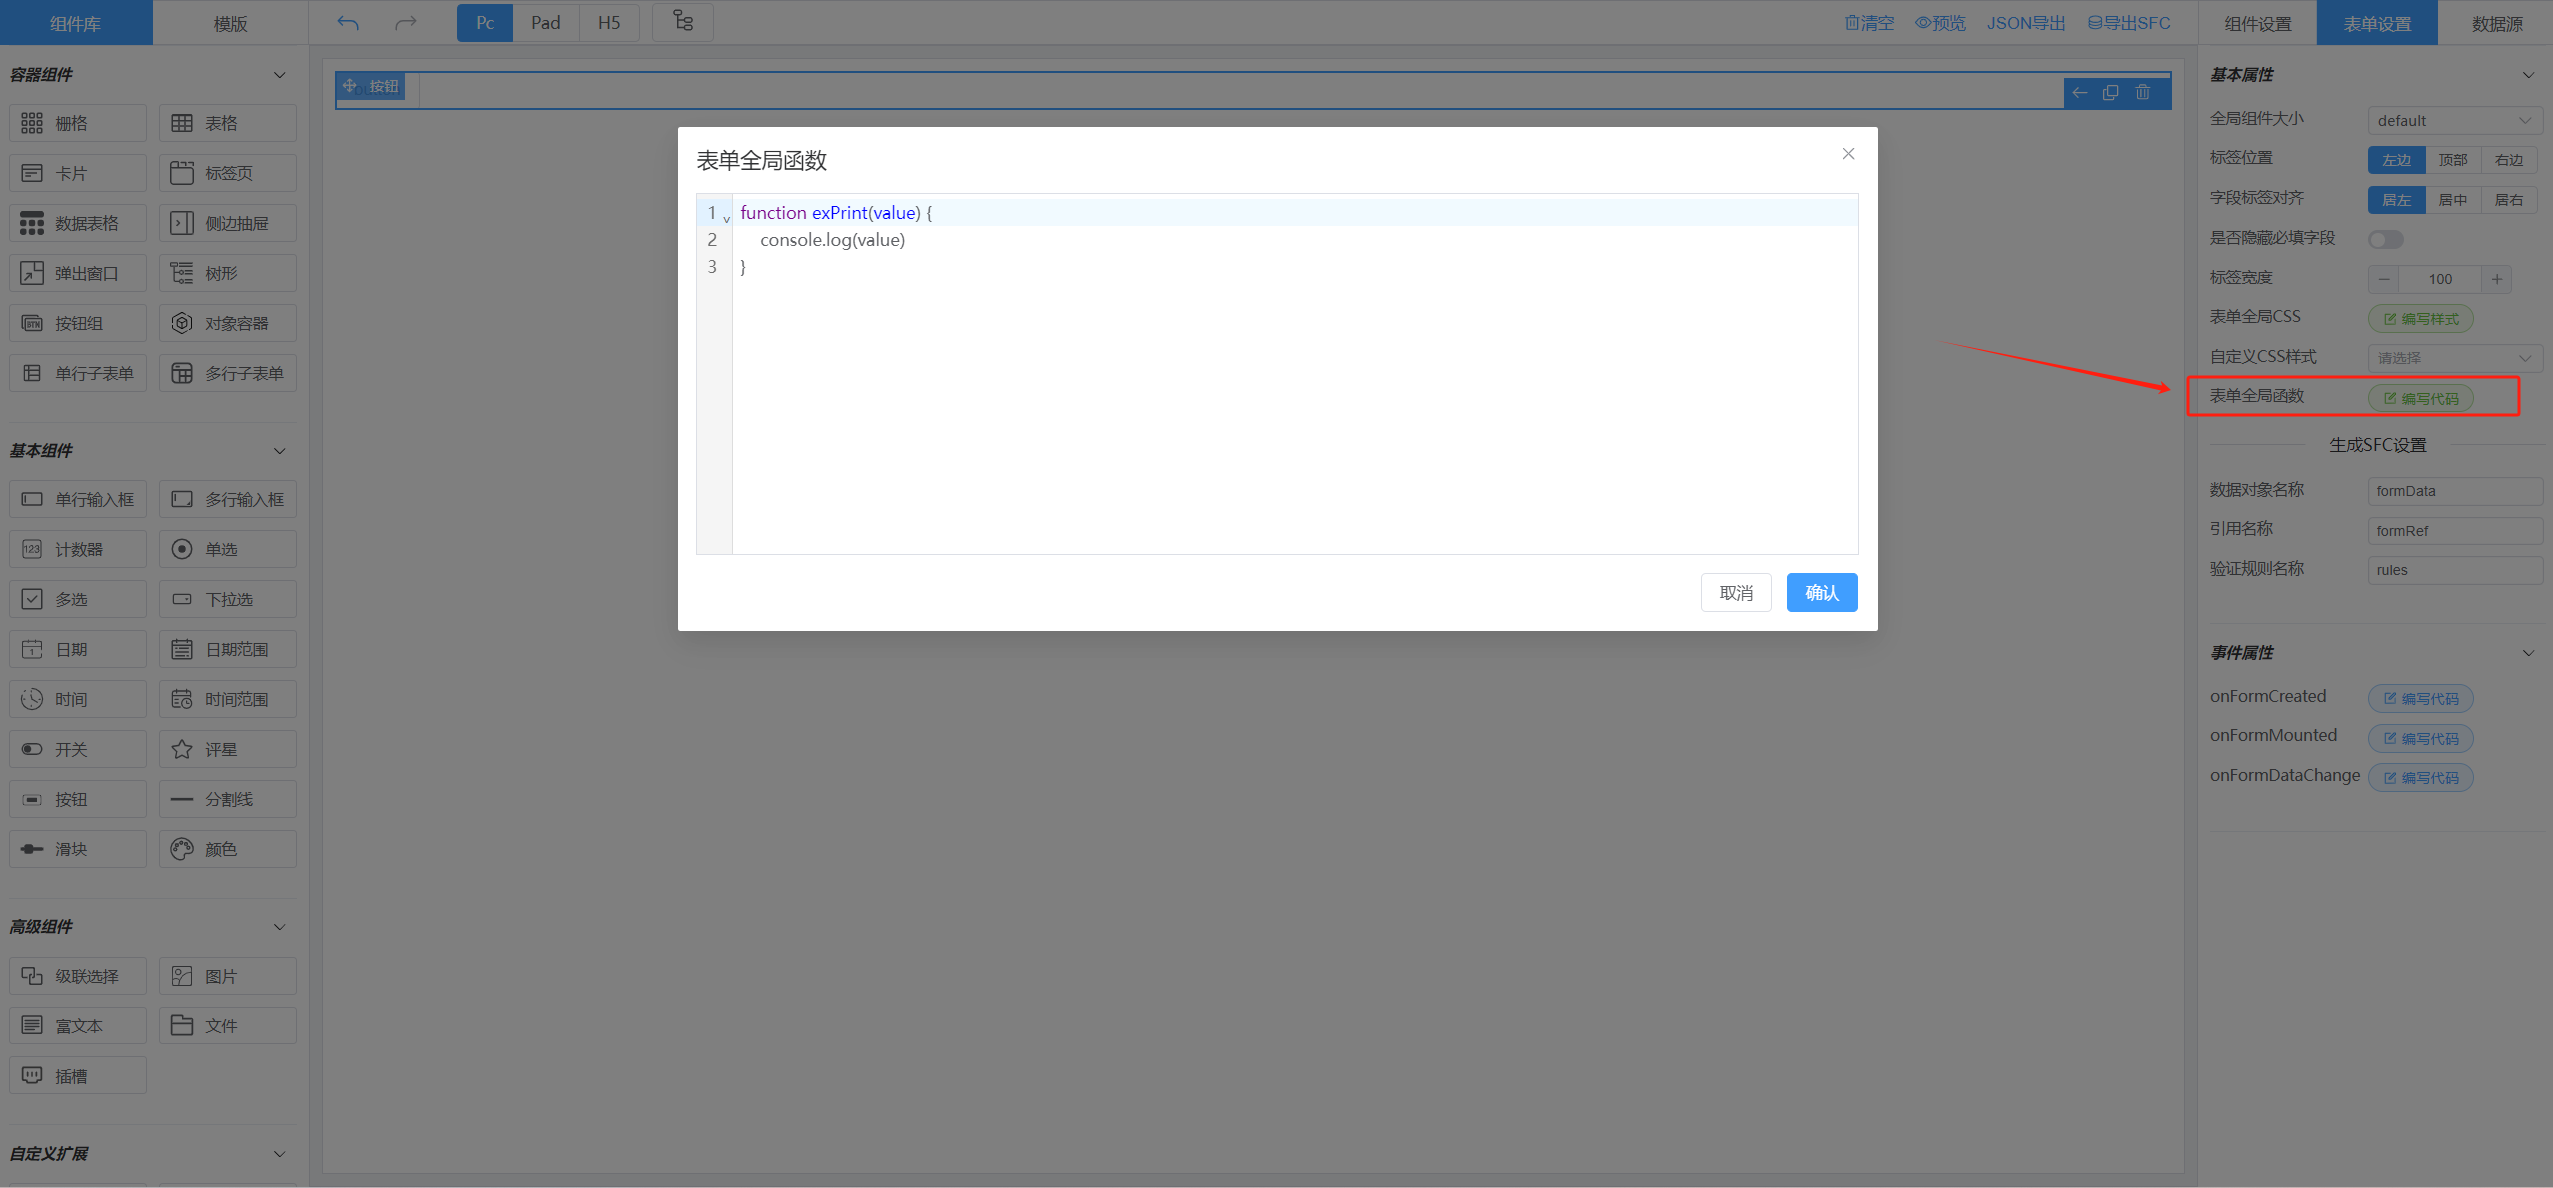 组件库 模版
Pc Pad H5
清空 预览 JSON导出 导出SFC
组件设置 表单设置 数据源
容器组件
栅格 表格
卡片 标签页
数据表格 侧边抽屉
弹出窗口 树形
按钮组 对象容器
单行子表单 多行子表单
基本组件
单行输入框 多行输入框
计数器 单选
多选 下拉选
日期 日期范围
时间 时间范围
开关 评星
按钮 分割线
滑块 颜色
高级组件
级联选择 图片
富文本 文件
插槽
自定义扩展
按钮
表单全局函数
1 function exPrint(value) {
2 console.log(value)
3 }
取消 确认
基本属性
全局组件大小 default
标签位置 左边 顶部 右边
字段标签对齐 居左 居中 居右
是否隐藏必填字段
标签宽度 100
表单全局CSS 编写样式
自定义CSS样式 请选择
表单全局函数 编写代码
生成SFC设置
数据对象名称 formData
引用名称 formRef
验证规则名称 rules
事件属性
onFormCreated 编写代码
onFormMounted 编写代码
onFormDataChange 编写代码